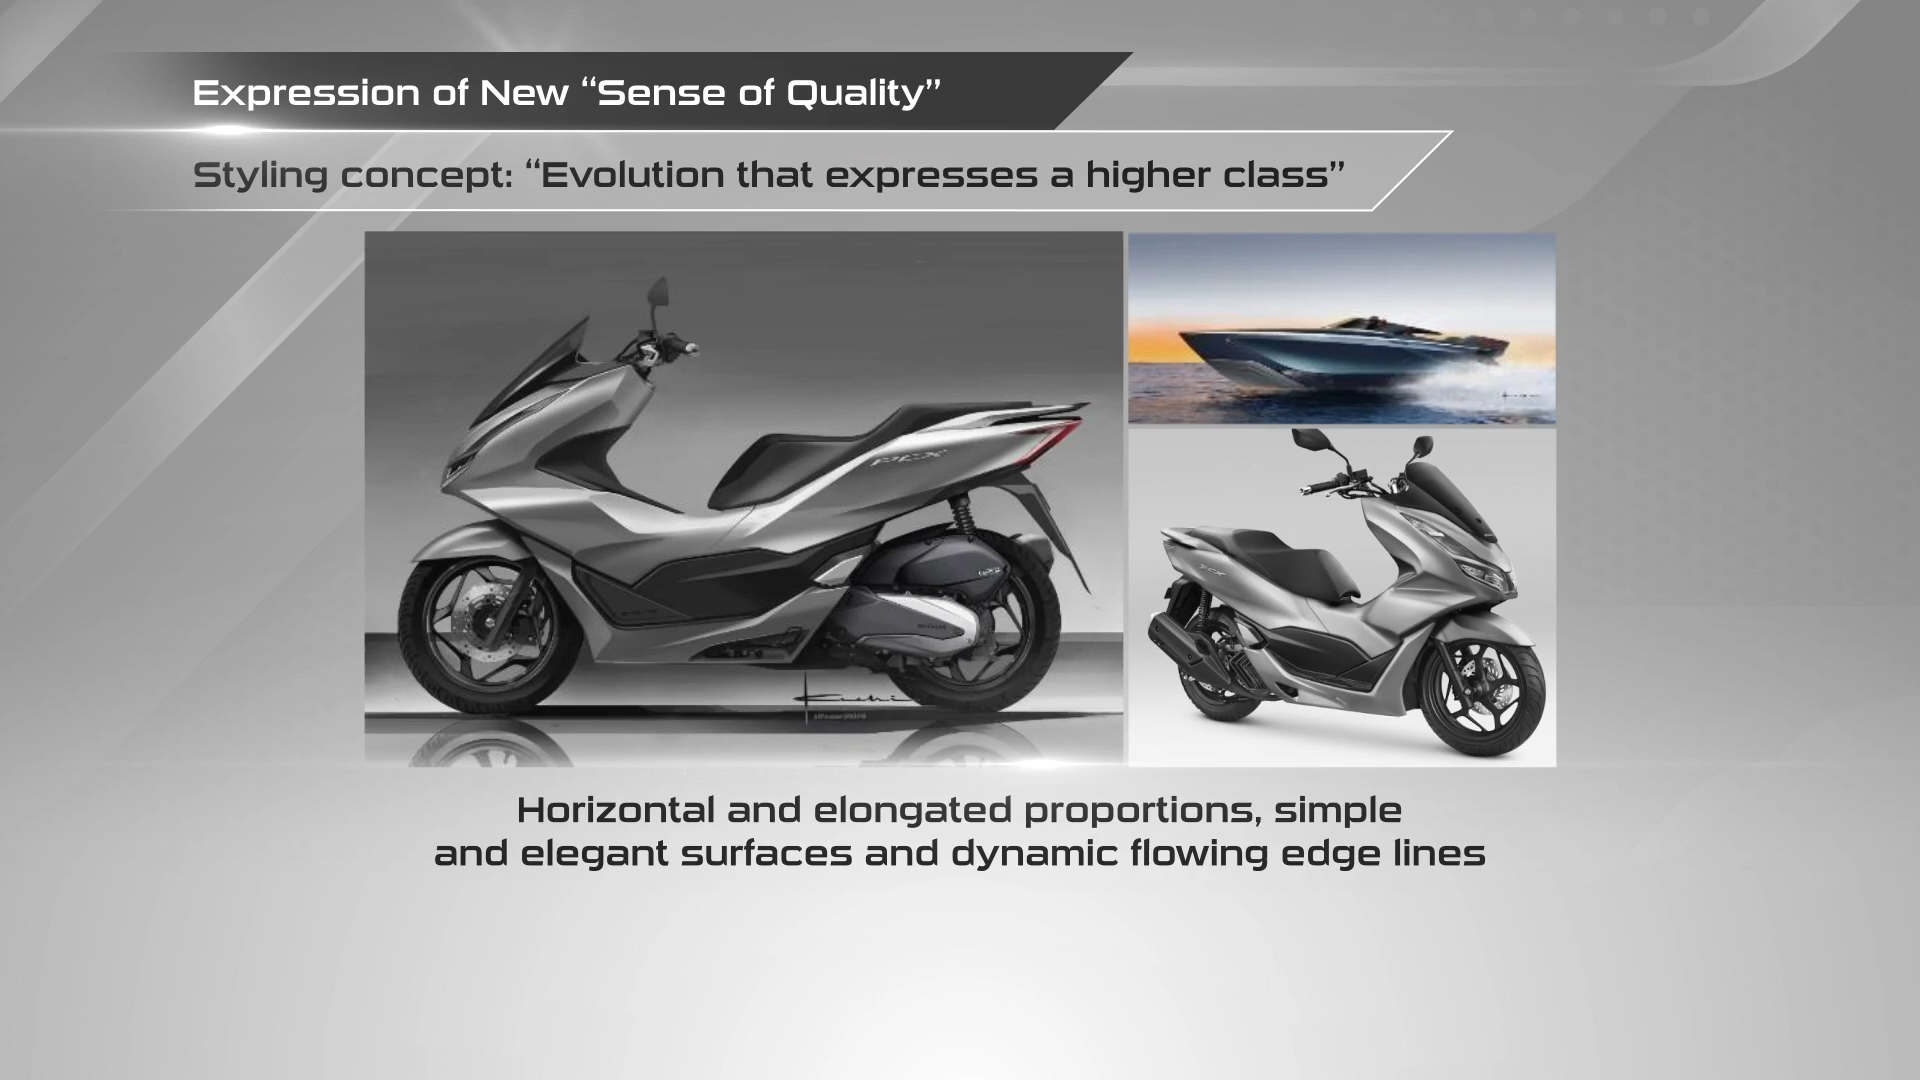 Expression of New “Sense of Quality”
Styling concept: “Evolution that expresses a higher class”
PCX
Horizontal and elongated proportions, simple
and elegant surfaces and dynamic flowing edge lines